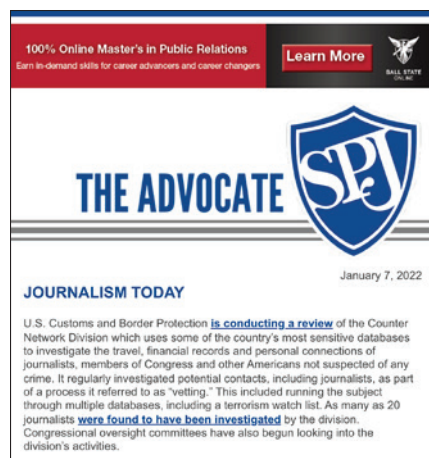 100% Online Master's in Public Relations
Earn in-demand skills for career advancers and career changers
Learn More
BALL STATE
ONLINE
THE ADVOCATE
SPJ
January 7, 2022
JOURNALISM TODAY
U.S. Customs and Border Protection is conducting a review of the Counter
Network Division which uses some of the country's most sensitive databases
to investigate the travel, financial records and personal connections of
journalists, members of Congress and other Americans not suspected of any
crime. It regularly investigated potential contacts, including journalists, as part
of a process it referred to as "vetting." This included running the subject
through multiple databases, including a terrorism watch list. As many as 20
journalists were found to have been investigated by the division.
Congressional oversight committees have also begun looking into the
division's activities.